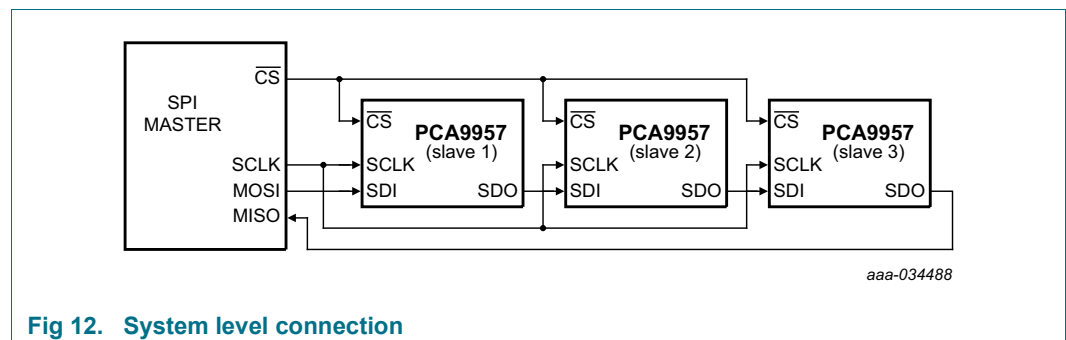 CS
SPI
MASTER
SCLK
MOSI
MISO
CS
PCA9957
(slave 1)
SCLK
SDI
SDO
CS
PCA9957
(slave 2)
SCLK
SDI
SDO
CS
PCA9957
(slave 3)
SCLK
SDI
SDO
aaa-034488
Fig 12. System level connection